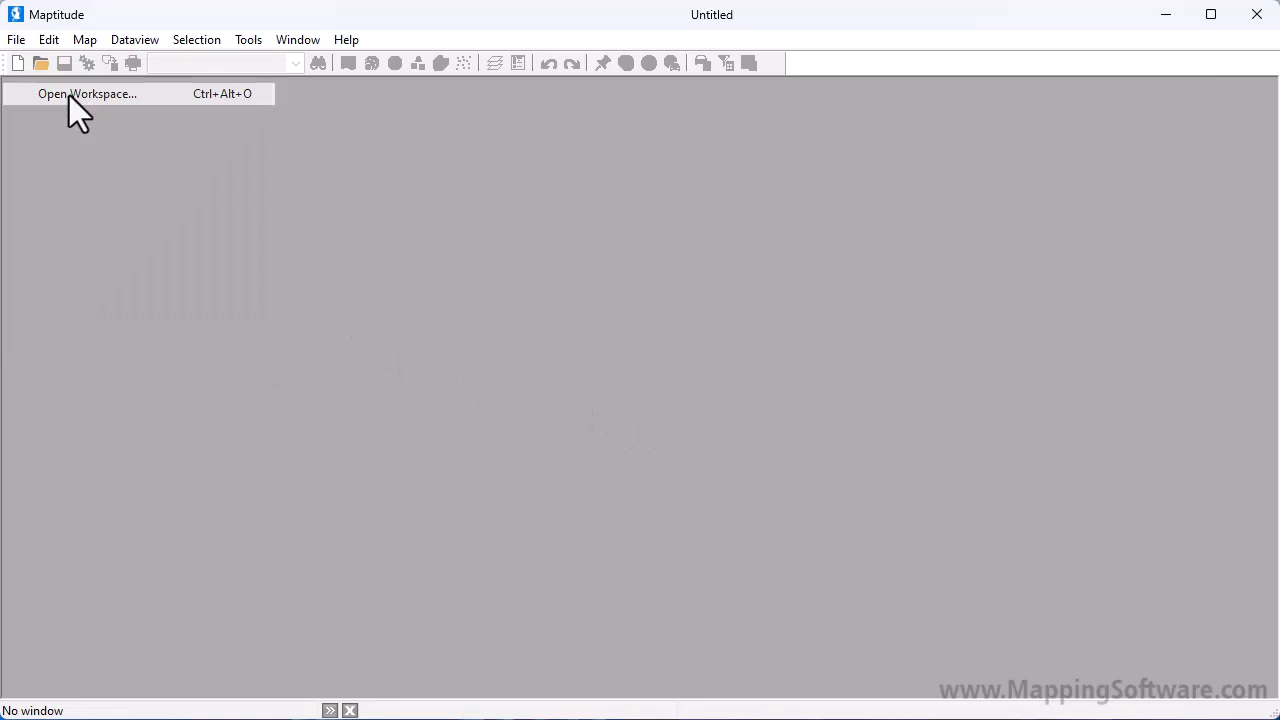 Maptitude
Untitled
File Edit Map Dataview Selection Tools Window Help
Open Workspace... Ctrl+Alt+O
www.MappingSoftware.com
No window